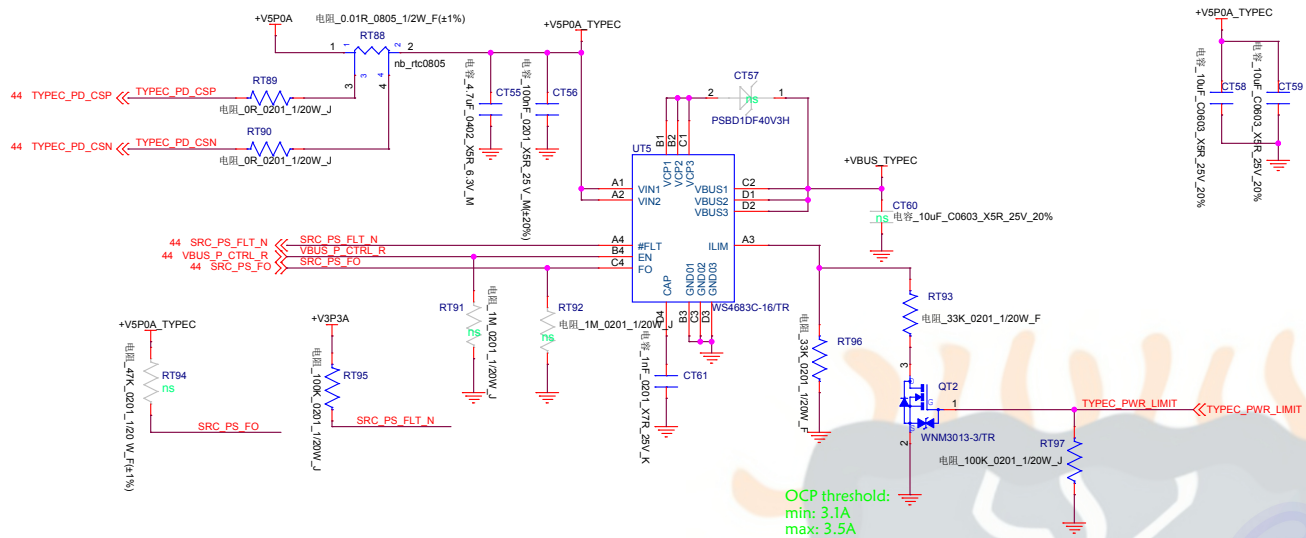 +V5P0A
电阻_0.01R_0805_1/2W_F(±1%)
RT88
1
2
1
2
nb_rtc0805
3
4
3
4
+V5P0A_TYPEC
44 TYPEC_PD_CSP
TYPEC_PD_CSP
RT89
电阻_0R_0201_1/20W_J
44 TYPEC_PD_CSN
TYPEC_PD_CSN
RT90
电阻_0R_0201_1/20W_J
CT55
电容_4.7uF_0402_X5R_6.3V_M
CT56
电容_100nF_0201_X5R_25 V_M(±20%)
CT57
2
1
ns
PSBD1DF40V3H
+V5P0A_TYPEC
CT58
电容_10uF_C0603_X5R_25V_20%
CT59
电容_10uF_C0603_X5R_25V_20%
UT5
B1
B2
C1
VCP1
VCP2
VCP3
A1
VIN1
A2
VIN2
VBUS1
C2
VBUS2
D1
VBUS3
D2
A4
#FLT
B4
EN
C4
FO
ILIM
A3
CAP
GND01
GND02
GND03
D4
B3
C3
D3
WS4683C-16/TR
+VBUS_TYPEC
CT60
ns
电容_10uF_C0603_X5R_25V_20%
44 SRC_PS_FLT_N
SRC_PS_FLT_N
44 VBUS_P_CTRL_R
VBUS_P_CTRL_R
44 SRC_PS_FO
SRC_PS_FO
RT91
ns
电阻_1M_0201_1/20W_J
RT92
ns
电阻_1M_0201_1/20W_J
CT61
电容_1nF_0201_X7R_25V_K
RT93
电阻_33K_0201_1/20W_F
RT96
电阻_33K_0201_1/20W_F
+V5P0A_TYPEC
RT94
ns
电阻_47K_0201_1/20 W_F(±1%)
SRC_PS_FO
+V3P3A
RT95
电阻_100K_0201_1/20W_J
SRC_PS_FLT_N
3
D
QT2
G
1
S
2
WNM3013-3/TR
TYPEC_PWR_LIMIT
TYPEC_PWR_LIMIT
RT97
电阻_100K_0201_1/20W_J
OCP threshold:
min: 3.1A
max: 3.5A